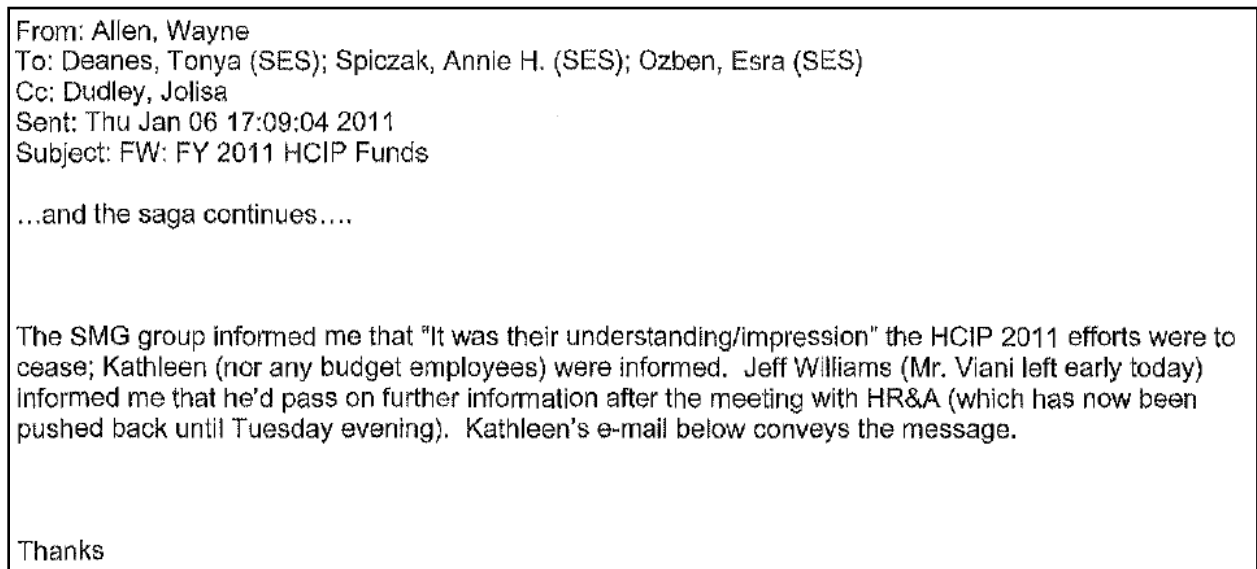 From: Allen, Wayne
To: Deanes, Tonya (SES); Spiczak, Annie H. (SES); Ozben, Esra (SES)
Cc: Dudley, Jolisa
Sent: Thu Jan 06 17:09:04 2011
Subject: FW: FY 2011 HCIP Funds
...and the saga continues....
The SMG group informed me that "It was their understanding/impression" the HCIP 2011 efforts were to
cease; Kathleen (nor any budget employees) were informed.  Jeff Williams (Mr. Viani left early today)
informed me that he'd pass on further information after the meeting with HR&A (which has now been
pushed back until Tuesday evening).  Kathleen's e-mail below conveys the message.
Thanks